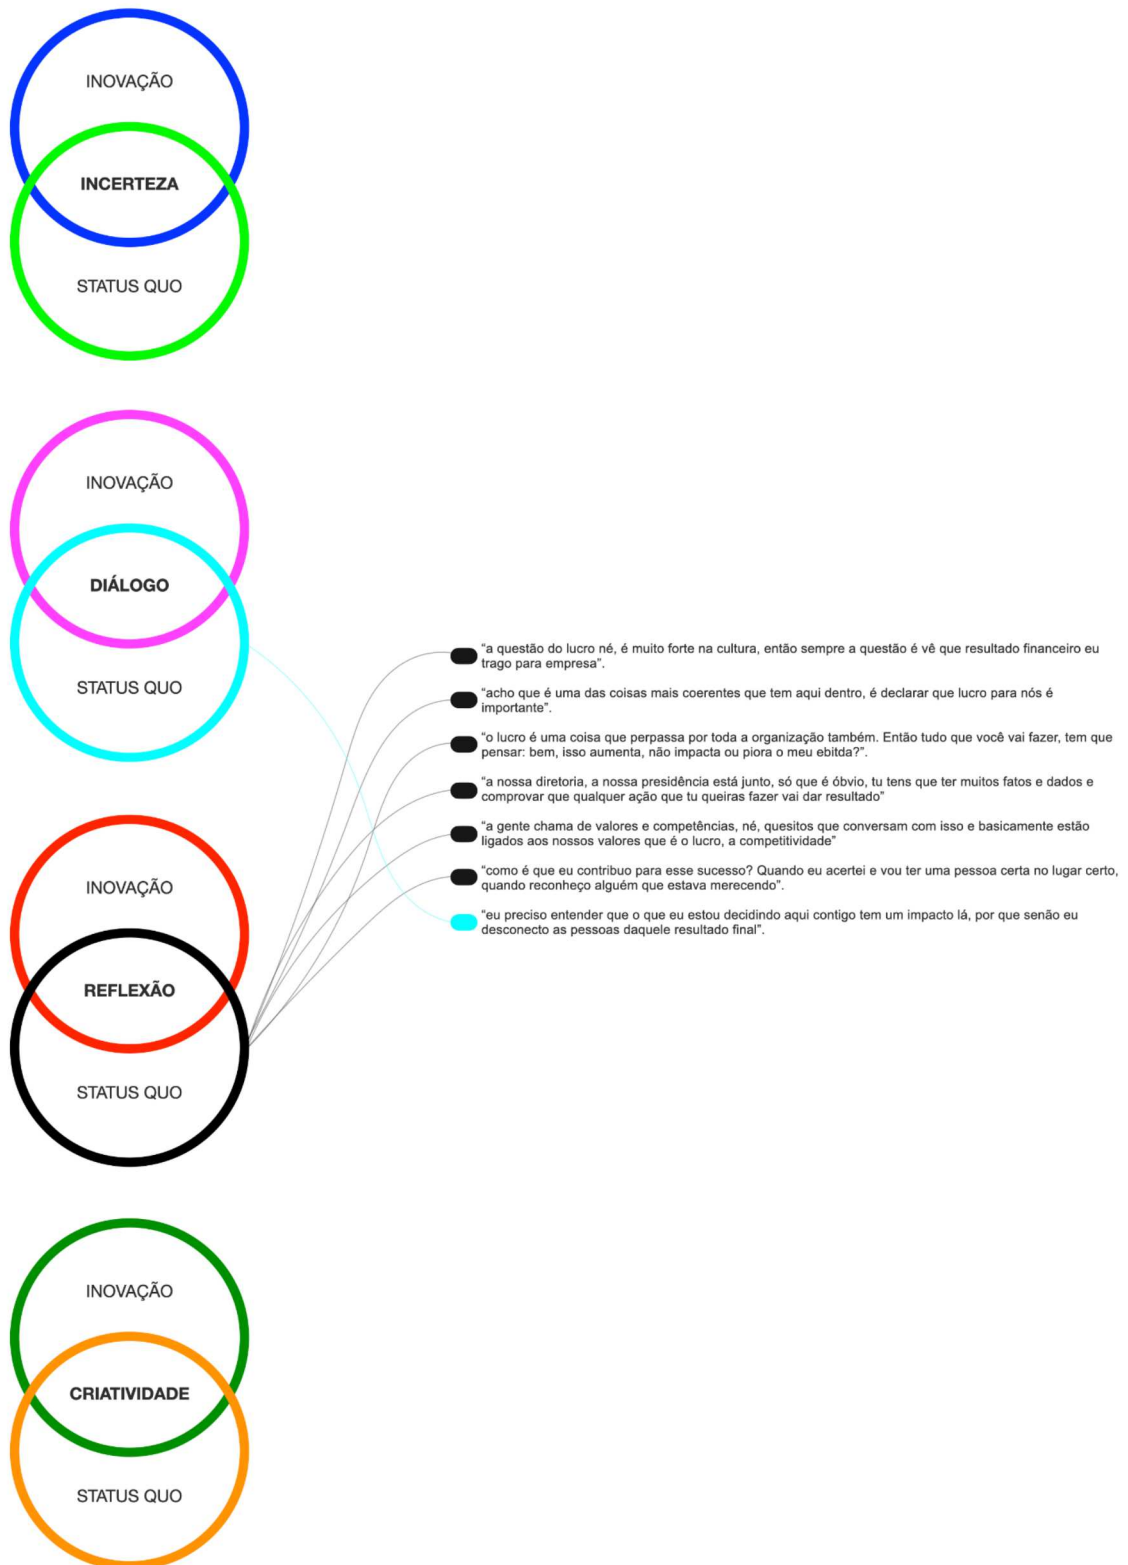 INOVAÇÃO
INCERTEZA
STATUS QUO
INOVAÇÃO
DIÁLOGO
STATUS QUO
“a questão do lucro né, é muito forte na cultura, então sempre a questão é vê que resultado financeiro eu
trago para empresa”.
“acho que é uma das coisas mais coerentes que tem aqui dentro, é declarar que lucro para nós é
importante”.
“o lucro é uma coisa que perpassa por toda a organização também. Então tudo que você vai fazer, tem que
pensar: bem, isso aumenta, não impacta ou piora o meu ebitda?”.
“a nossa diretoria, a nossa presidência está junto, só que é óbvio, tu tens que ter muitos fatos e dados e
comprovar que qualquer ação que tu queiras fazer vai dar resultado”
“a gente chama de valores e competências, né, quesitos que conversam com isso e basicamente estão
ligados aos nossos valores que é o lucro, a competitividade”
“como é que eu contribuo para esse sucesso? Quando eu acertei e vou ter uma pessoa certa no lugar certo,
quando reconheço alguém que estava merecendo”.
“eu preciso entender que o que eu estou decidindo aqui contigo tem um impacto lá, por que senão eu
desconecto as pessoas daquele resultado final”.
INOVAÇÃO
REFLEXÃO
STATUS QUO
INOVAÇÃO
CRIATIVIDADE
STATUS QUO